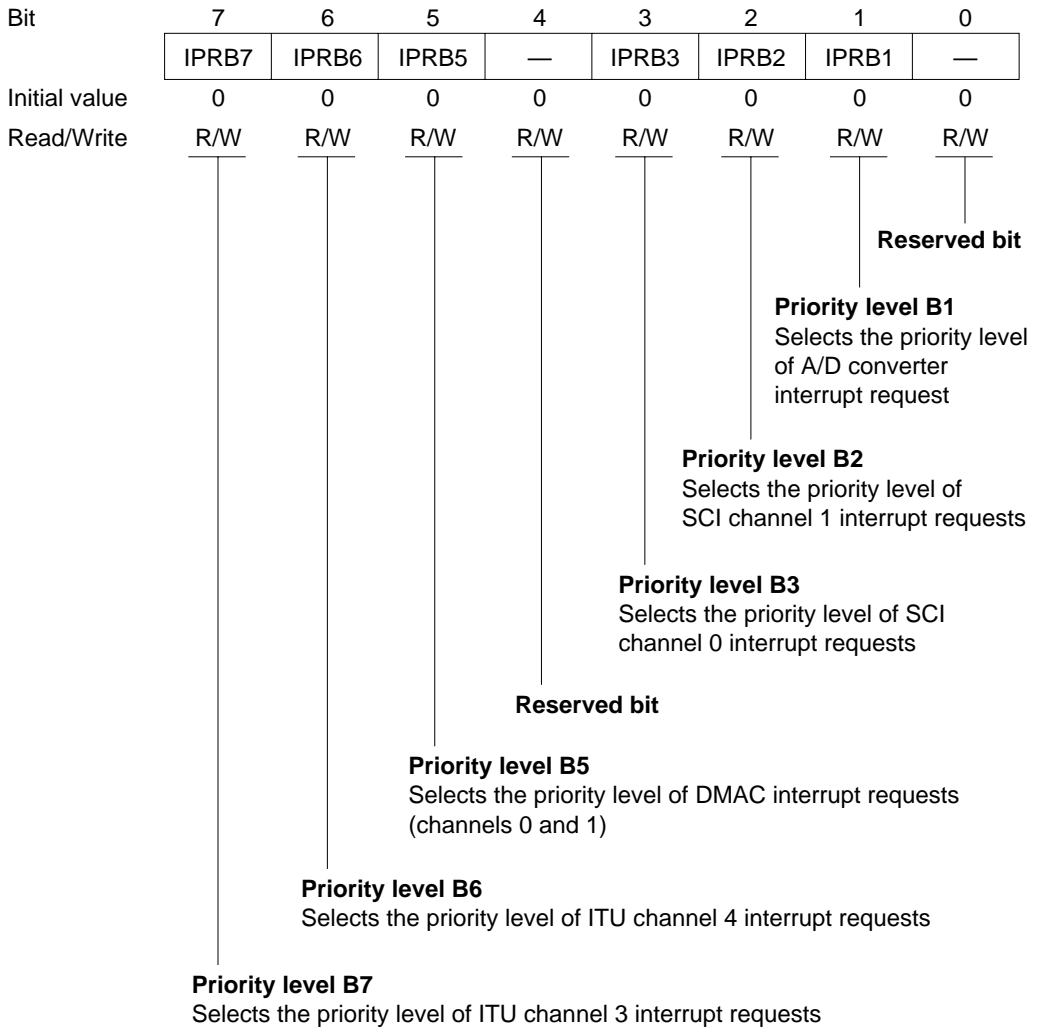 Bit 7 6 5 4 3 2 1 0
IPRB7 IPRB6 IPRB5 — IPRB3 IPRB2 IPRB1 —
Initial value 0 0 0 0 0 0 0 0
Read/Write R/W R/W R/W R/W R/W R/W R/W R/W
Reserved bit
Priority level B1
Selects the priority level
of A/D converter
interrupt request
Priority level B2
Selects the priority level of
SCI channel 1 interrupt requests
Priority level B3
Selects the priority level of SCI
channel 0 interrupt requests
Reserved bit
Priority level B5
Selects the priority level of DMAC interrupt requests
(channels 0 and 1)
Priority level B6
Selects the priority level of ITU channel 4 interrupt requests
Priority level B7
Selects the priority level of ITU channel 3 interrupt requests